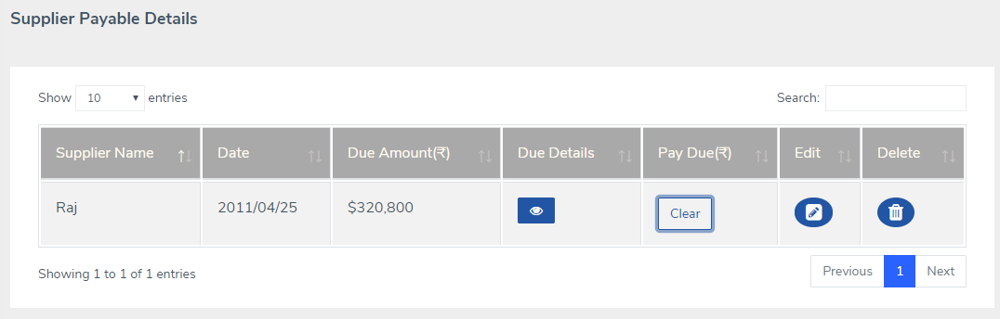 Supplier Payable Details
Show 10 entries Search:
Supplier Name Date Due Amount(₹) Due Details Pay Due(₹) Edit Delete
Raj 2011/04/25 $320,800 Clear
Showing 1 to 1 of 1 entries Previous 1 Next